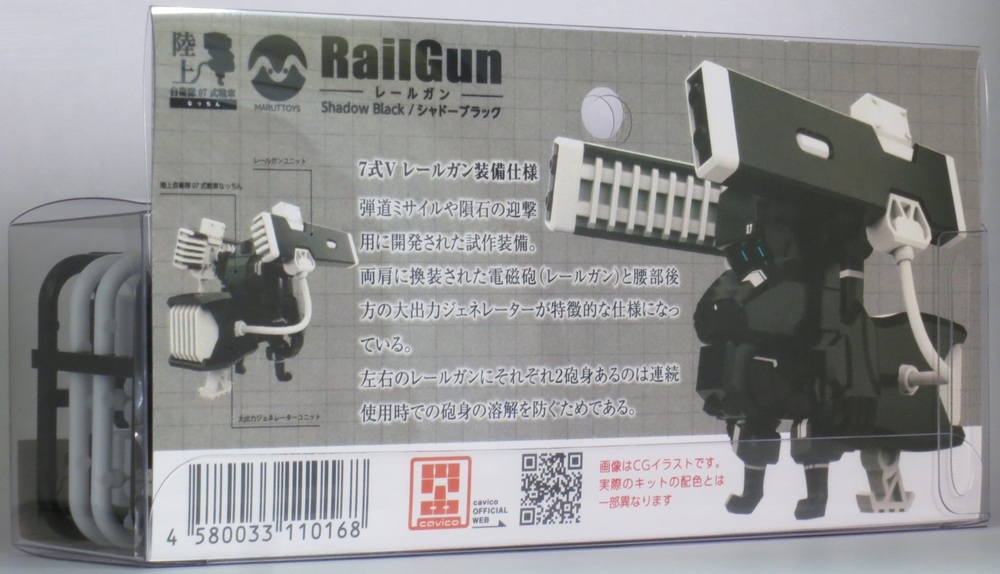 陸上
自衛隊07式戦車
なっちん
MARUTTOYS
RailGun
レールガン
Shadow Black / シャドーブラック
レールガンユニット
陸上自衛隊07式戦車なっちん
大出力ジェネレーターユニット
7式V レールガン装備仕様
弾道ミサイルや隕石の迎撃
用に開発された試作装備。
両肩に換装された電磁砲(レールガン)と腰部後
方の大出力ジェネレーターが特徴的な仕様になっ
ている。
左右のレールガンにそれぞれ2砲身あるのは連続
使用時での砲身の溶解を防ぐためである。
4 580033 110168
cavico
cavico
OFFICIAL
WEB
画像はCGイラストです。
実際のキットの配色とは
一部異なります